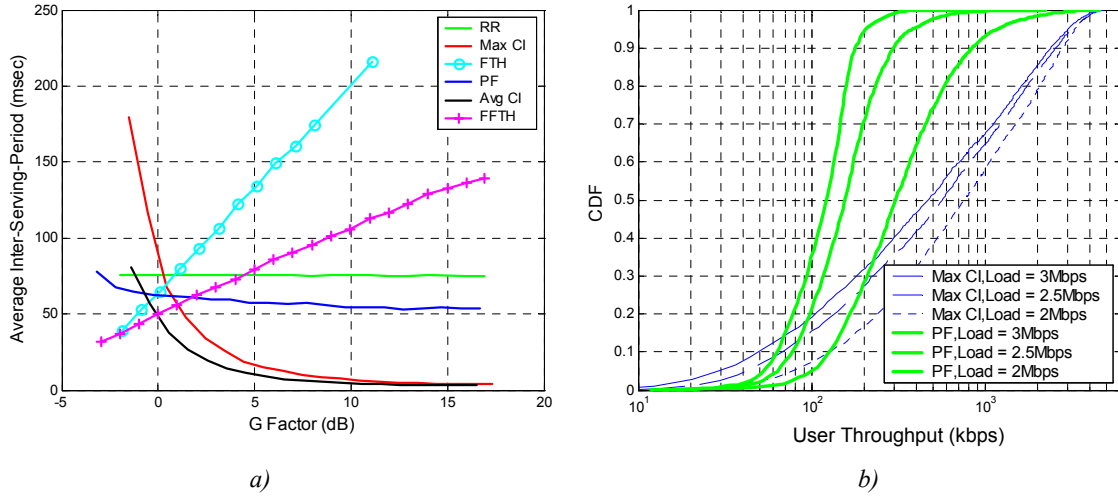 250
200
150
100
50
0
-5
0
5
10
15
20
G Factor (dB)
Average Inter-Serving-Period (msec)
RR
Max CI
FTH
PF
Avg CI
FFTH
a)
1
0.9
0.8
0.7
0.6
0.5
0.4
0.3
0.2
0.1
0
10^1
10^2
10^3
User Throughput (kbps)
CDF
Max CI,Load = 3Mbps
Max CI,Load = 2.5Mbps
Max CI,Load = 2Mbps
PF,Load = 3Mbps
PF,Load = 2.5Mbps
PF,Load = 2Mbps
b)